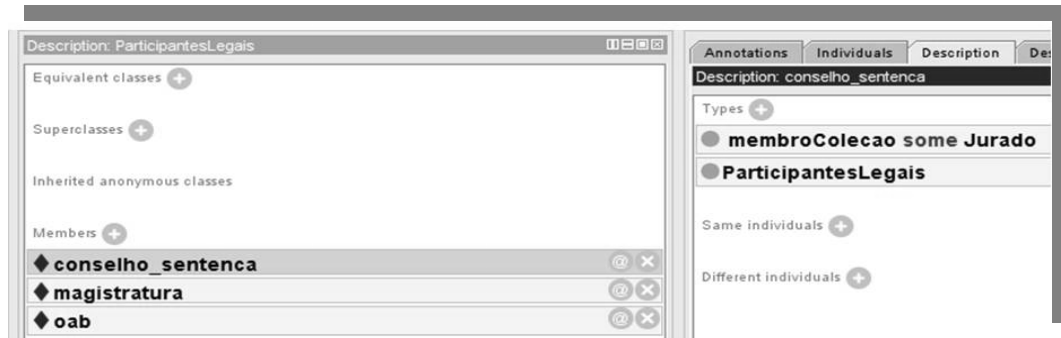 Description: ParticipantesLegais
Equivalent classes
Superclasses
Inherited anonymous classes
Members
conselho_sentenca
magistratura
oab
Annotations Individuals Description De
Description: conselho_sentenca
Types
membroColecao some Jurado
ParticipantesLegais
Same individuals
Different individuals